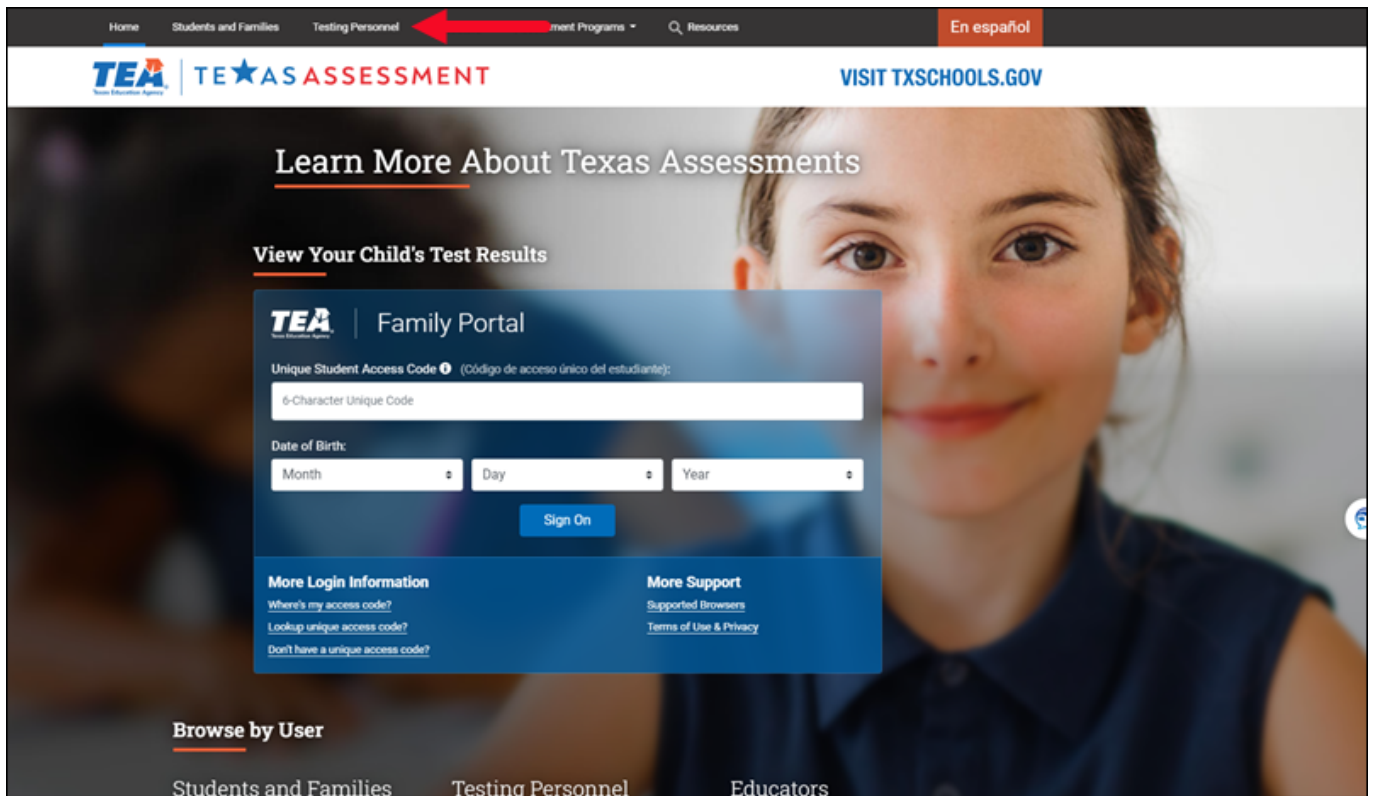 Home Students and Families Testing Personnel ment Programs Resources En español
TEA Texas Education Agency TE AS ASSESSMENT VISIT TXSCHOOLS.GOV
Learn More About Texas Assessments
View Your Child's Test Results
TEA Texas Education Agency Family Portal
Unique Student Access Code (Código de acceso único del estudiante):
6-Character Unique Code
Date of Birth:
Month Day Year
Sign On
More Login Information More Support
Where's my access code? Supported Browsers
Lookup unique access code? Terms of Use & Privacy
Don't have a unique access code?
Browse by User
Students and Families Testing Personnel Educators